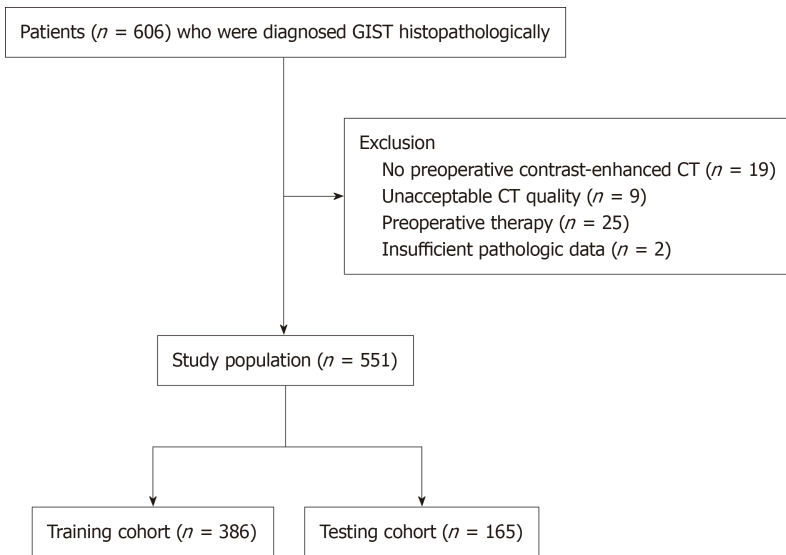 Patients (n = 606) who were diagnosed GIST histopathologically
Exclusion
No preoperative contrast-enhanced CT (n = 19)
Unacceptable CT quality (n = 9)
Preoperative therapy (n = 25)
Insufficient pathologic data (n = 2)
Study population (n = 551)
Training cohort (n = 386)
Testing cohort (n = 165)